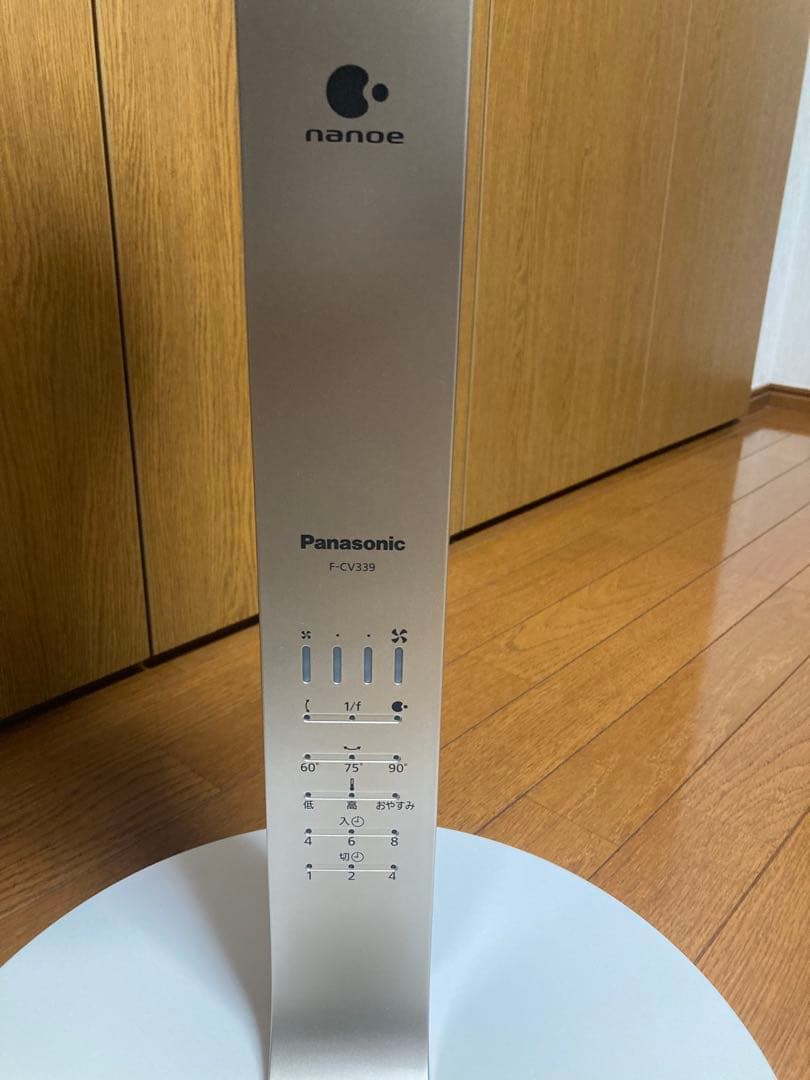 nanoe
Panasonic
F-CV339
1/f
60° 75° 90°
低 高 おやすみ
入
4 6 8
切
1 2 4